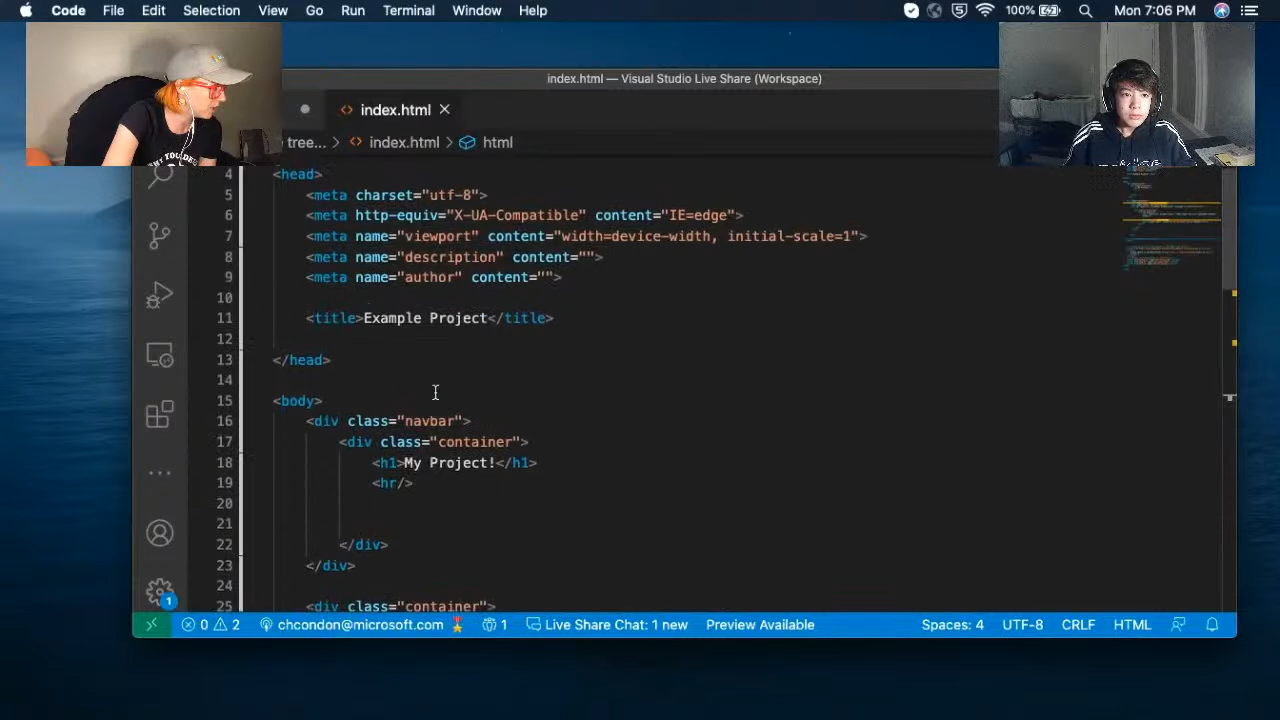 Code File Edit Selection View Go Run Terminal Window Help 100% Mon 7:06 PM
index.html — Visual Studio Live Share (Workspace)
index.html
tree... > index.html > html
4 <head>
5 <meta charset="utf-8">
6 <meta http-equiv="X-UA-Compatible" content="IE=edge">
7 <meta name="viewport" content="width=device-width, initial-scale=1">
8 <meta name="description" content="">
9 <meta name="author" content="">
10
11 <title>Example Project</title>
12
13 </head>
14
15 <body>
16 <div class="navbar">
17 <div class="container">
18 <h1>My Project!</h1>
19 <hr/>
20
21
22 </div>
23 </div>
24
25 <div class="container">
1
0 2 chcondon@microsoft.com 1 Live Share Chat: 1 new Preview Available Spaces: 4 UTF-8 CRLF HTML